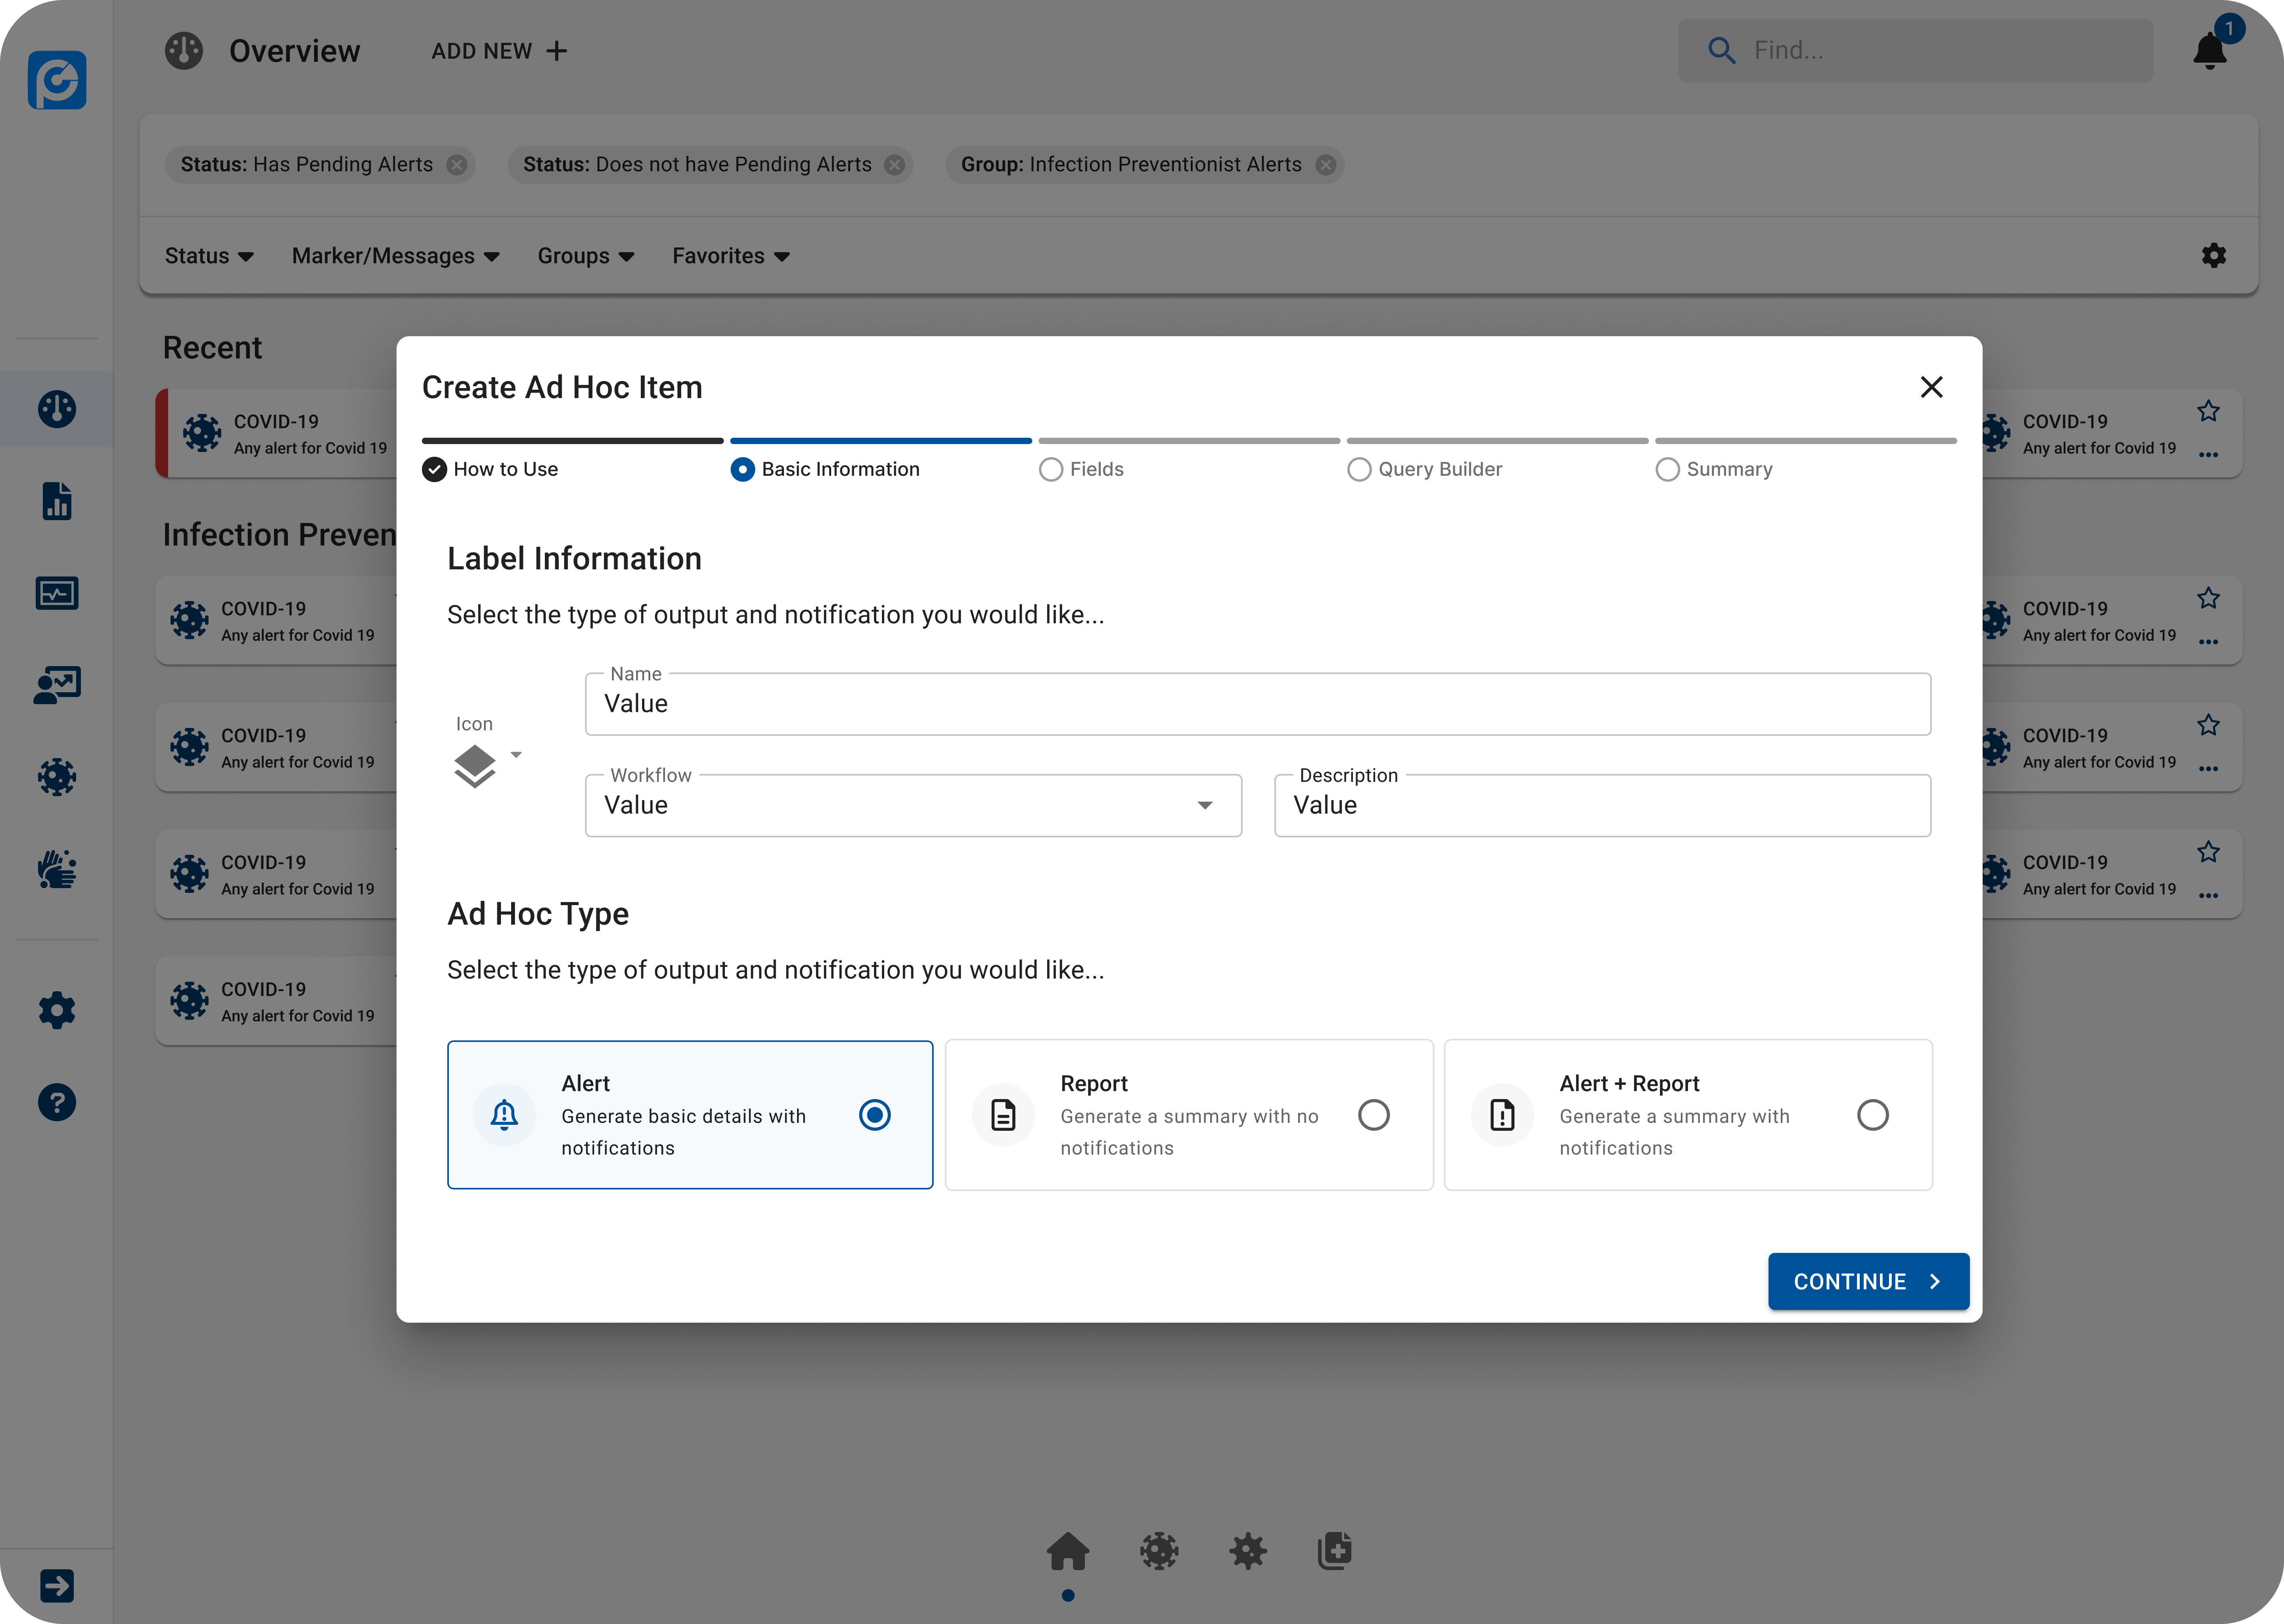 Overview
ADD NEW +
Find...
1
Status: Has Pending Alerts
Status: Does not have Pending Alerts
Group: Infection Preventionist Alerts
Status
Marker/Messages
Groups
Favorites
Recent
COVID-19
Any alert for Covid 19
COVID-19
Any alert for Covid 19
Infection Preven
COVID-19
Any alert for Covid 19
COVID-19
Any alert for Covid 19
COVID-19
Any alert for Covid 19
COVID-19
Any alert for Covid 19
COVID-19
Any alert for Covid 19
COVID-19
Any alert for Covid 19
COVID-19
Any alert for Covid 19
Create Ad Hoc Item
How to Use
Basic Information
Fields
Query Builder
Summary
Label Information
Select the type of output and notification you would like...
Icon
Name
Value
Workflow
Value
Description
Value
Ad Hoc Type
Select the type of output and notification you would like...
Alert
Generate basic details with
notifications
Report
Generate a summary with no
notifications
Alert + Report
Generate a summary with
notifications
CONTINUE